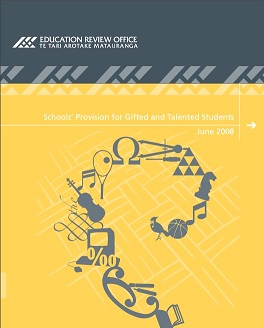 EDUCATION REVIEW OFFICE
TE TARI AROTAKE MATAURANGA
Schools' Provision for Gifted and Talented Students
June 2008
Ω
%